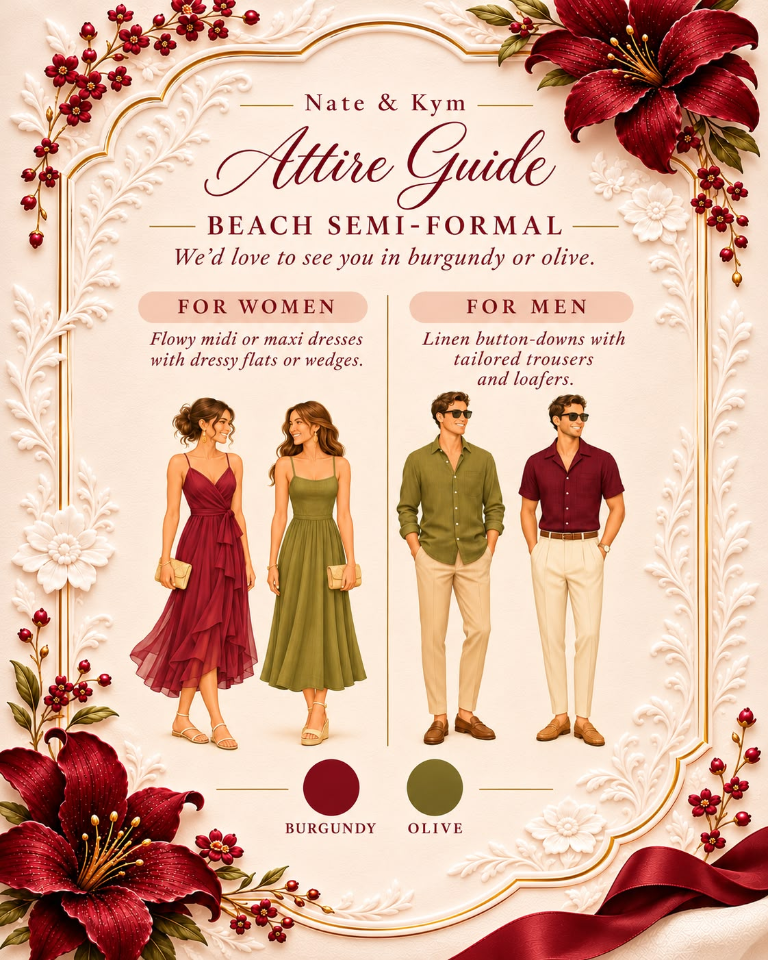 Nate & Kym
Attire Guide
BEACH SEMI-FORMAL
We'd love to see you in burgundy or olive.
FOR WOMEN
Flowy midi or maxi dresses
with dressy flats or wedges.
FOR MEN
Linen button-downs with
tailored trousers
and loafers.
BURGUNDY
OLIVE